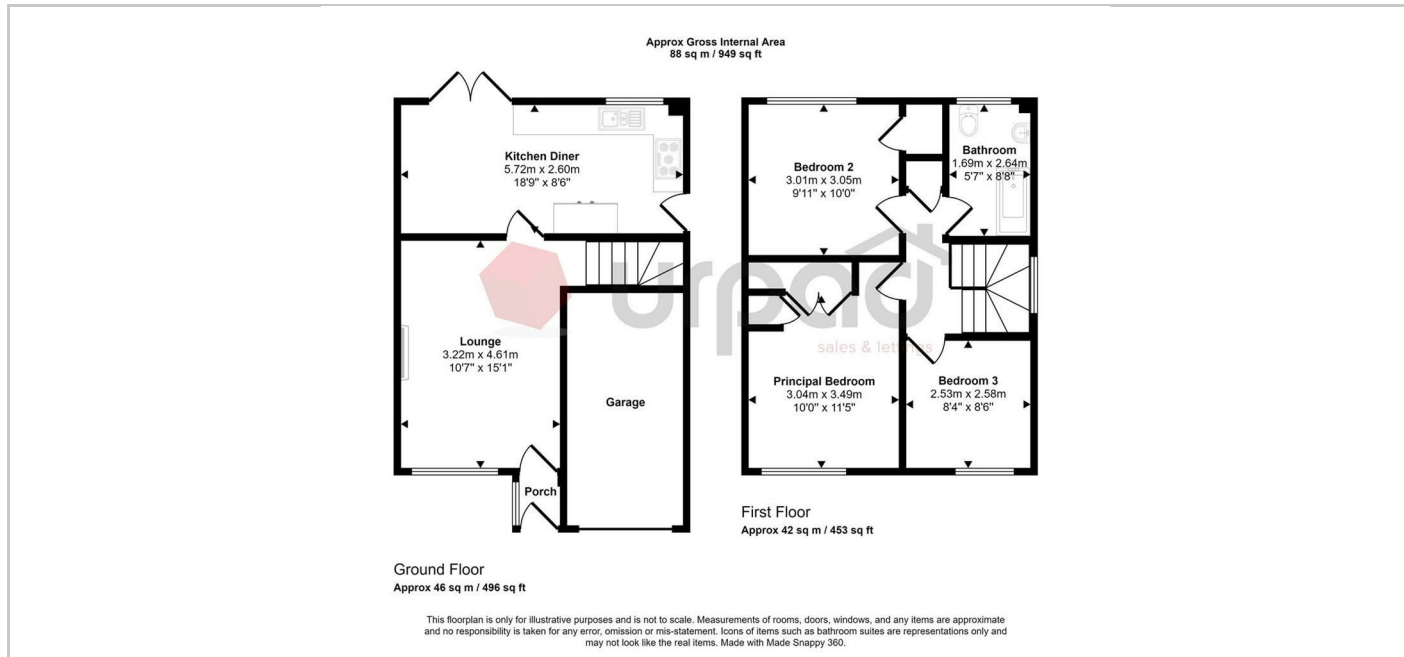 Approx Gross Internal Area
88 sq m / 949 sq ft
Kitchen Diner
5.72m x 2.60m
18'9" x 8'6"
Lounge
3.22m x 4.61m
10'7" x 15'1"
Garage
Porch
Ground Floor
Approx 46 sq m / 496 sq ft
Bedroom 2
3.01m x 3.05m
9'11" x 10'0"
Bathroom
1.69m x 2.64m
5'7" x 8'8"
Principal Bedroom
3.04m x 3.49m
10'0" x 11'5"
Bedroom 3
2.53m x 2.58m
8'4" x 8'6"
First Floor
Approx 42 sq m / 453 sq ft
urpad
sales & lettings
This floorplan is only for illustrative purposes and is not to scale. Measurements of rooms, doors, windows, and any items are approximate
and no responsibility is taken for any error, omission or mis-statement. Icons of items such as bathroom suites are representations only and
may not look like the real items. Made with Made Snappy 360.